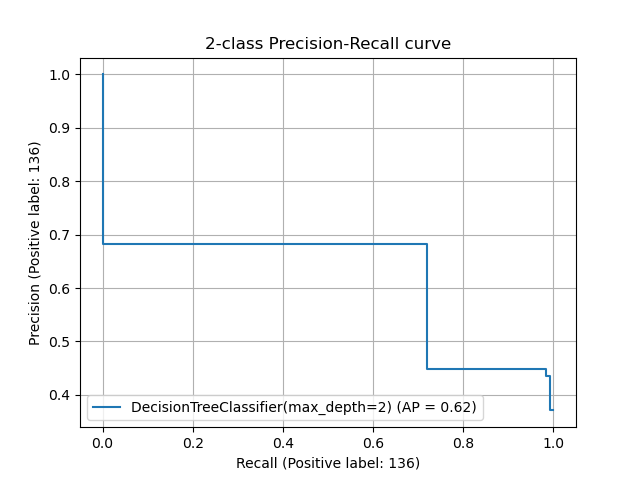 2-class Precision-Recall curve
Precision (Positive label: 136)
1.0
0.9
0.8
0.7
0.6
0.5
0.4
DecisionTreeClassifier(max_depth=2) (AP = 0.62)
0.0 0.2 0.4 0.6 0.8 1.0
Recall (Positive label: 136)